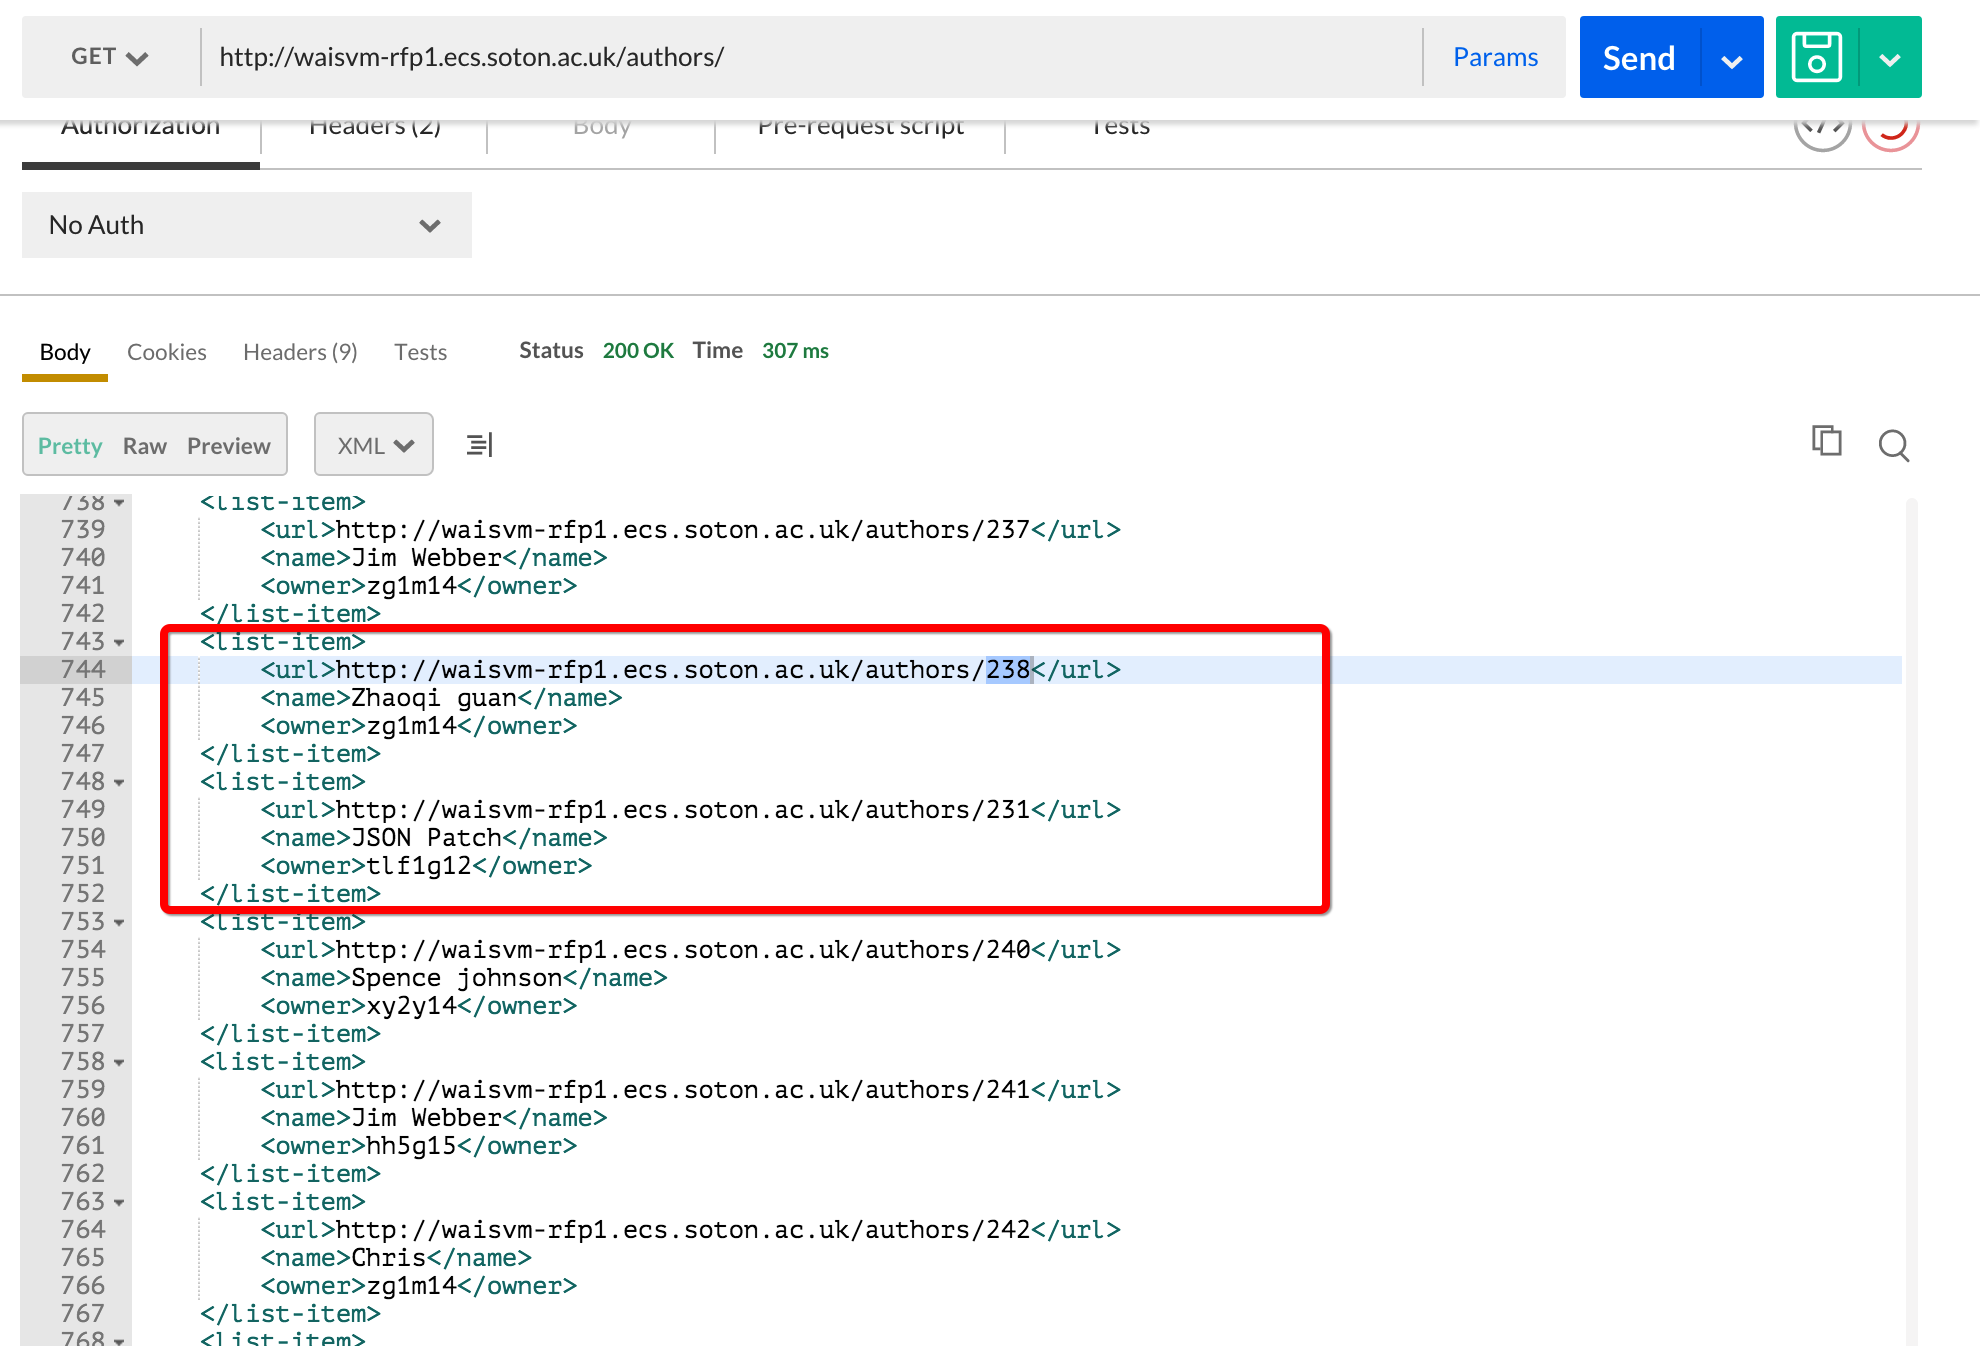 GET http://waisvm-rfp1.ecs.soton.ac.uk/authors/ Params Send
Authorization Headers (2) Body Pre-request script Tests
No Auth
Body Cookies Headers (9) Tests Status 200 OK Time 307 ms
Pretty Raw Preview XML
738 <list-item>
739 <url>http://waisvm-rfp1.ecs.soton.ac.uk/authors/237</url>
740 <name>Jim Webber</name>
741 <owner>zg1m14</owner>
742 </list-item>
743 <list-item>
744 <url>http://waisvm-rfp1.ecs.soton.ac.uk/authors/238</url>
745 <name>Zhaoqi guan</name>
746 <owner>zg1m14</owner>
747 </list-item>
748 <list-item>
749 <url>http://waisvm-rfp1.ecs.soton.ac.uk/authors/231</url>
750 <name>JSON Patch</name>
751 <owner>tlf1g12</owner>
752 </list-item>
753 <list-item>
754 <url>http://waisvm-rfp1.ecs.soton.ac.uk/authors/240</url>
755 <name>Spence johnson</name>
756 <owner>xy2y14</owner>
757 </list-item>
758 <list-item>
759 <url>http://waisvm-rfp1.ecs.soton.ac.uk/authors/241</url>
760 <name>Jim Webber</name>
761 <owner>hh5g15</owner>
762 </list-item>
763 <list-item>
764 <url>http://waisvm-rfp1.ecs.soton.ac.uk/authors/242</url>
765 <name>Chris</name>
766 <owner>zg1m14</owner>
767 </list-item>
768 <list-item>